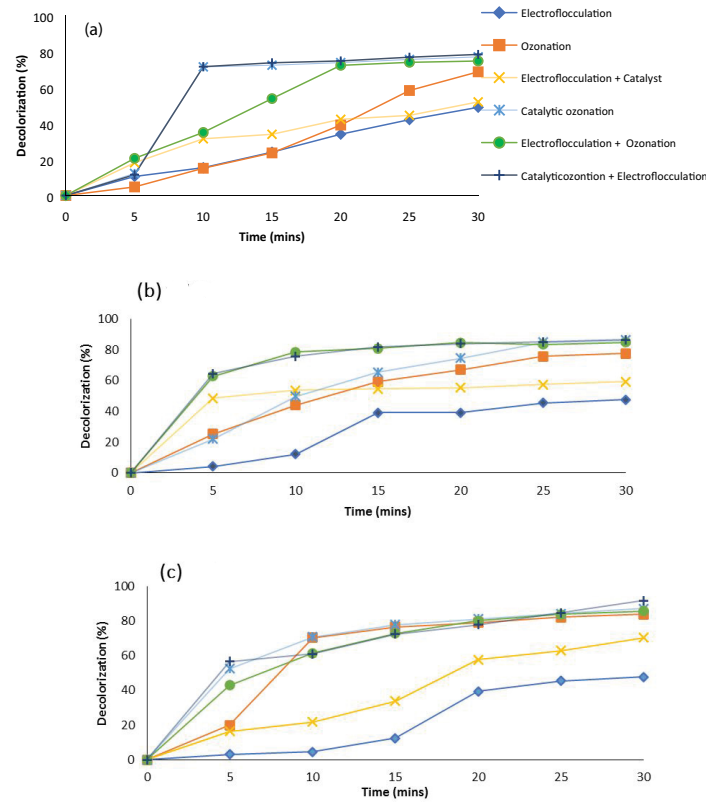 (a)
Electroflocculation
Ozonation
Electroflocculation + Catalyst
Catalytic ozonation
Electroflocculation + Ozonation
Catalyticozontion + Electroflocculation
Decolorization (%)
100
80
60
40
20
0
0 5 10 15 20 25 30
Time (mins)
(b)
Decolorization (%)
100
80
60
40
20
0
0 5 10 15 20 25 30
Time (mins)
(c)
Decolorization (%)
100
80
60
40
20
0
0 5 10 15 20 25 30
Time (mins)